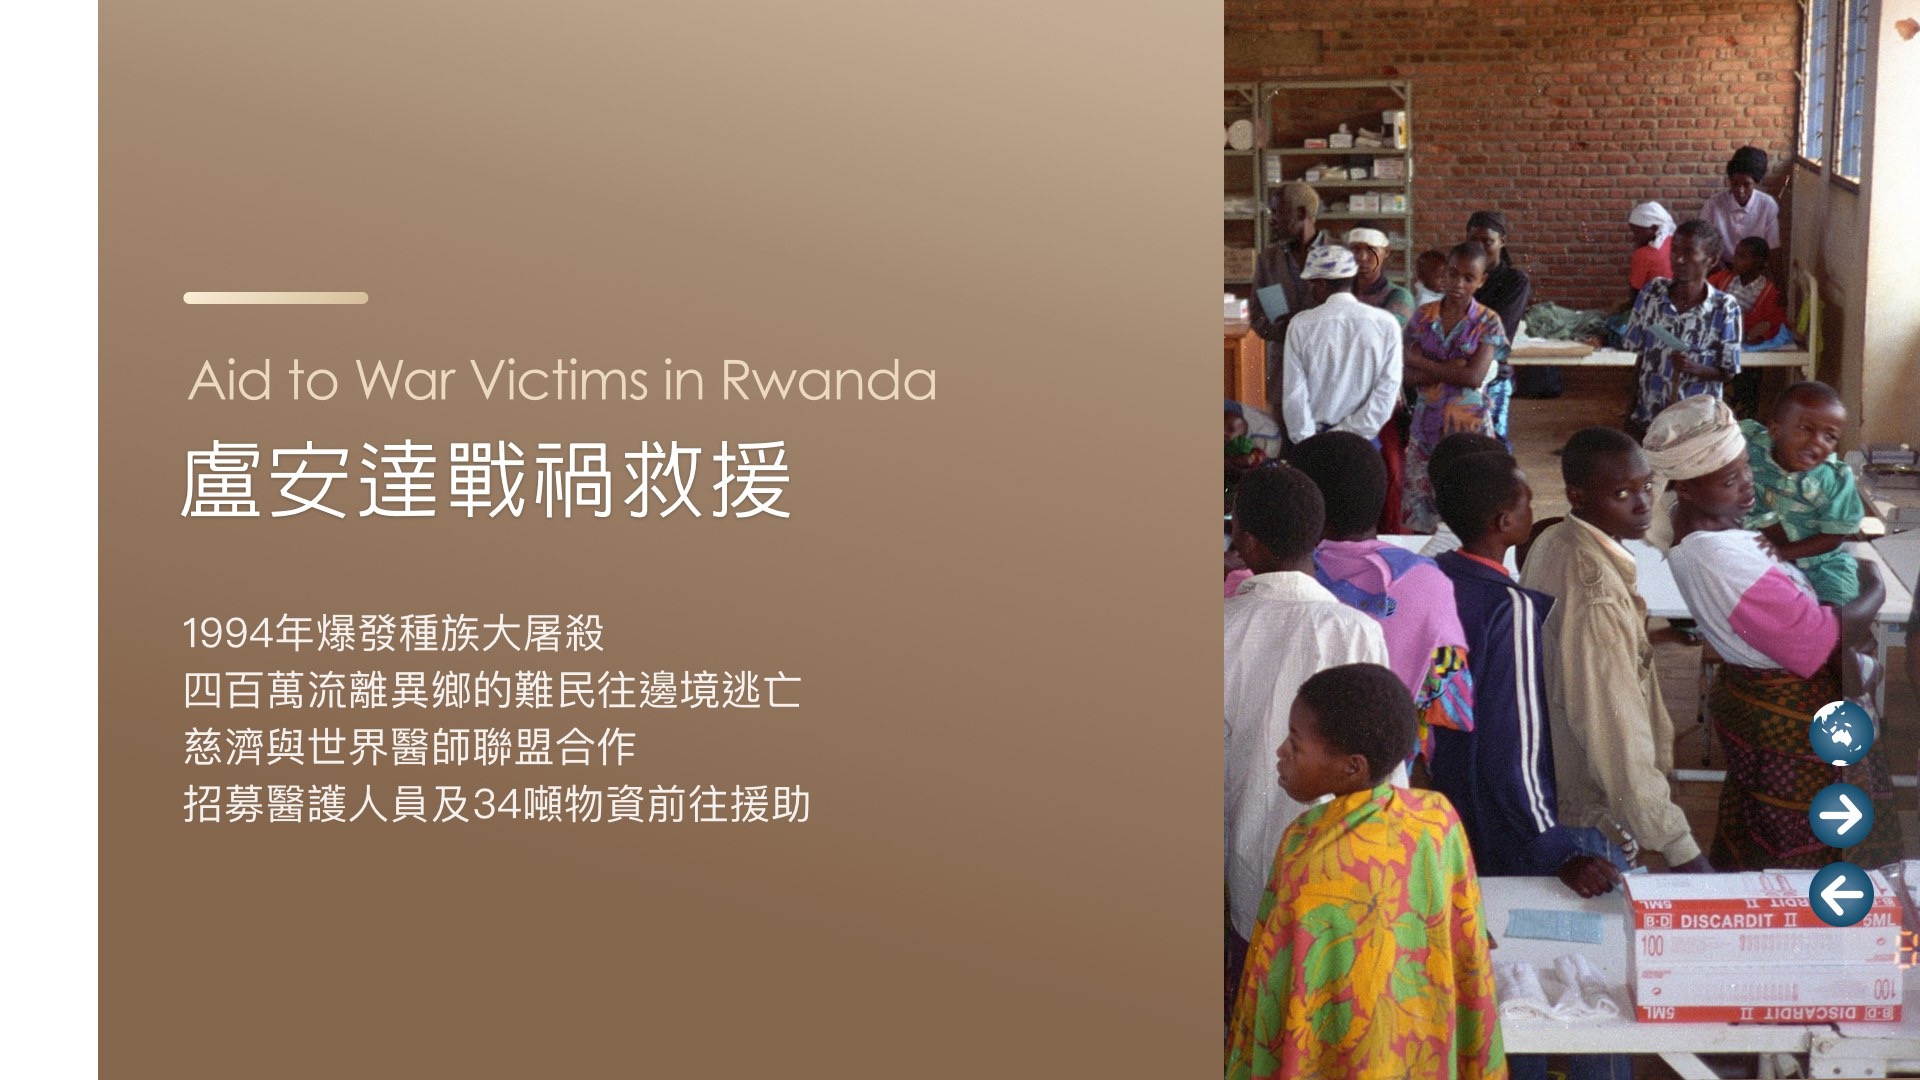 Aid to War Victims in Rwanda
盧安達戰禍救援
1994年爆發種族大屠殺
四百萬流離異鄉的難民往邊境逃亡
慈濟與世界醫師聯盟合作
招募醫護人員及34噸物資前往援助
5ML II DISCARDIT B-D
B-D DISCARDIT II 5ML
100
100
5ML II DISCARDIT B-D